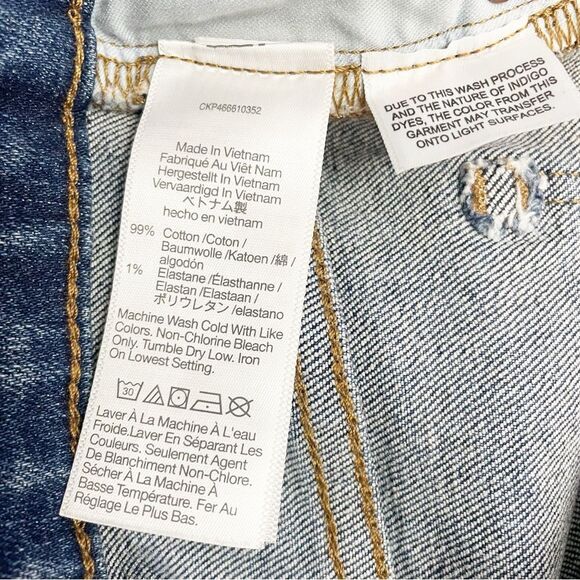 CKP466610352
Made In Vietnam
Fabriqué Au Viêt Nam
Hergestellt In Vietnam
Vervaardigd In Vietnam
ベトナム製
hecho en vietnam
99% Cotton /Coton /
Baumwolle /Katoen /綿 /
algodón
1% Elastane /Élasthanne /
Elastan /Elastaan /
ポリウレタン /elastano
Machine Wash Cold With Like
Colors. Non-Chlorine Bleach
Only. Tumble Dry Low. Iron
On Lowest Setting.
30
Laver À La Machine À L'eau
Froide.Laver En Séparant Les
Couleurs. Seulement Agent
De Blanchiment Non-Chlore.
Sécher À La Machine À
Basse Température. Fer Au
Réglage Le Plus Bas.
DUE TO THIS WASH PROCESS
AND THE NATURE OF INDIGO
DYES, THE COLOR FROM THIS
GARMENT MAY TRANSFER
ONTO LIGHT SURFACES.